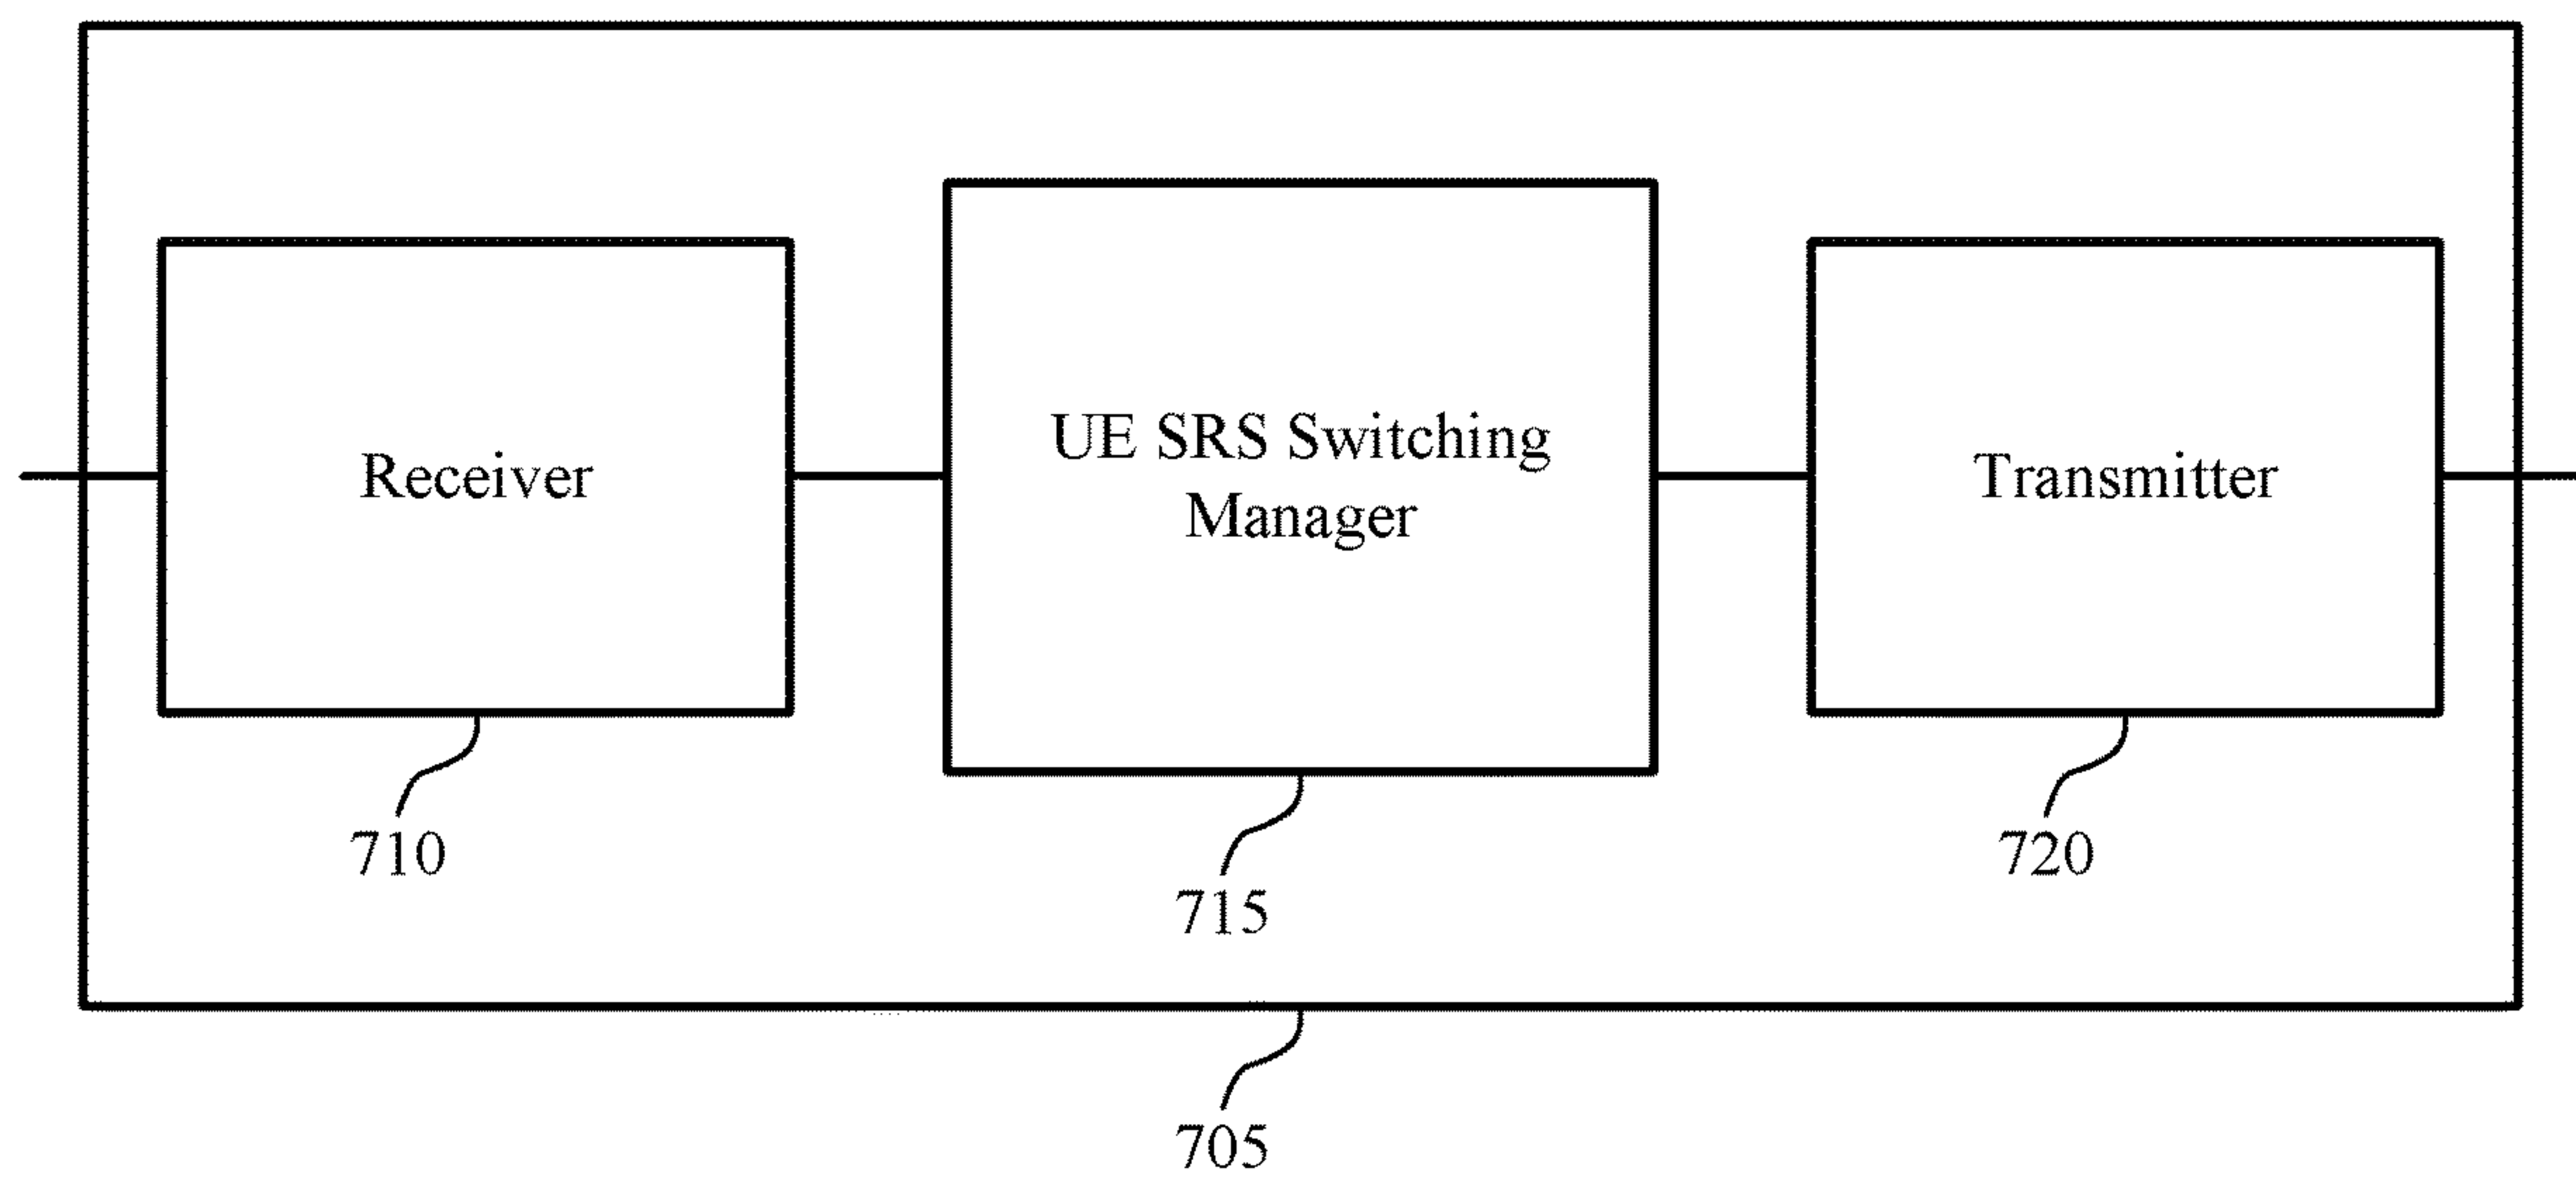 Receiver
UE SRS Switching
Manager
Transmitter
710
715
720
705